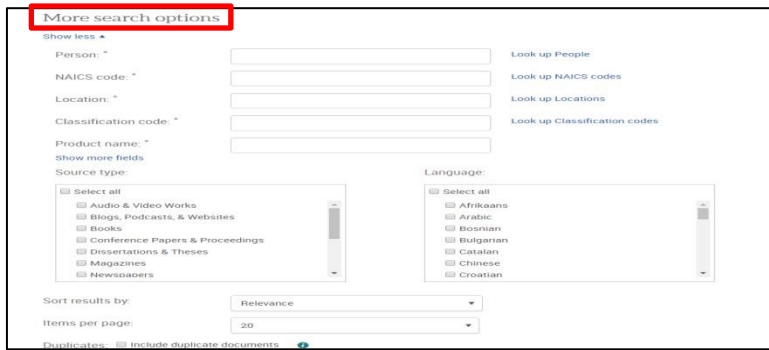 More search options
Show less ▲
Person: * Look up People
NAICS code: * Look up NAICS codes
Location: * Look up Locations
Classification code: * Look up Classification codes
Product name: *
Show more fields
Source type: Language:
Select all Select all
Audio & Video Works Afrikaans
Blogs, Podcasts, & Websites Arabic
Books Bosnian
Conference Papers & Proceedings Bulgarian
Dissertations & Theses Catalan
Magazines Chinese
Newspapers Croatian
Sort results by: Relevance
Items per page: 20
Duplicates: Include duplicate documents i